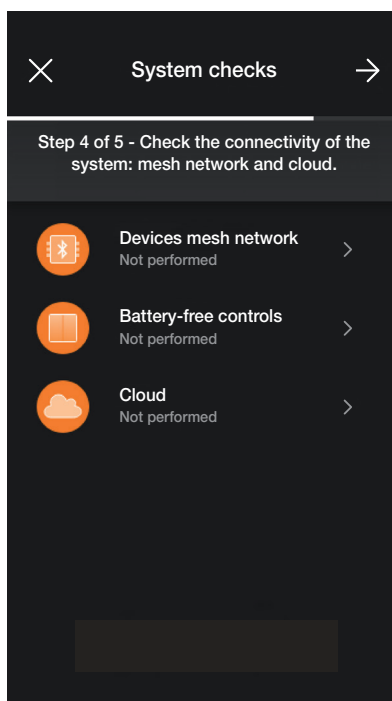 System checks
Step 4 of 5 - Check the connectivity of the
system: mesh network and cloud.
Devices mesh network
Not performed
Battery-free controls
Not performed
Cloud
Not performed